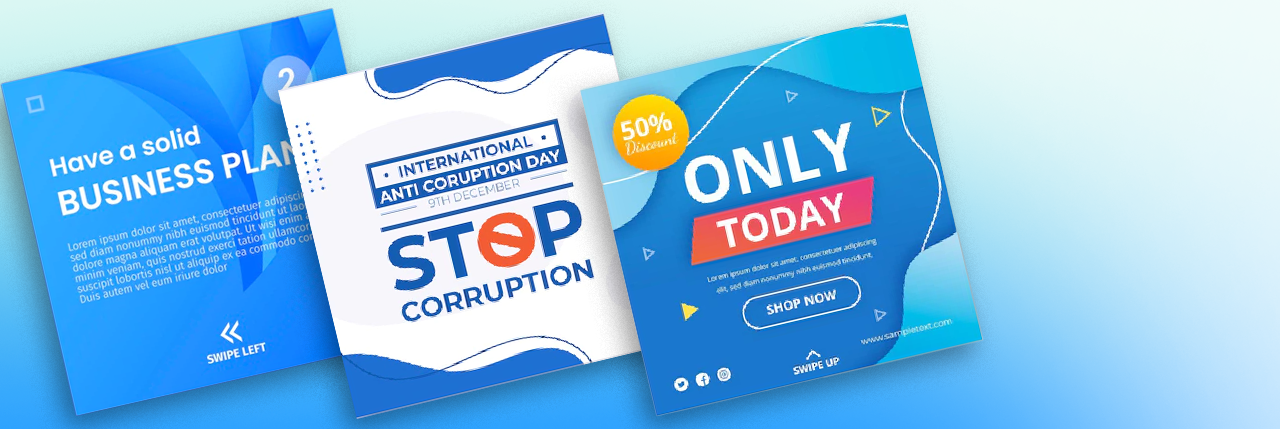 2
Have a solid
BUSINESS PLAN
Lorem ipsum dolor sit amet, consectetuer adipiscin
sed diam nonummy nibh euismod tincidunt ut lao
dolore magna aliquam erat volutpat. Ut wisi enim
minim veniam, quis nostrud exerci tation ullamcor
suscipit lobortis nisl ut aliquip ex ea commodo con
Duis autem vel eum iriure dolor
SWIPE LEFT
• INTERNATIONAL •
ANTI CORUPTION DAY
9TH DECEMBER
STOP
CORRUPTION
50%
Discount
ONLY
TODAY
Lorem ipsum dolor sit amet, consectetuer adipiscing
elit, sed diam nonummy nibh euismod tincidunt,
SHOP NOW
www.sampletext.com
SWIPE UP